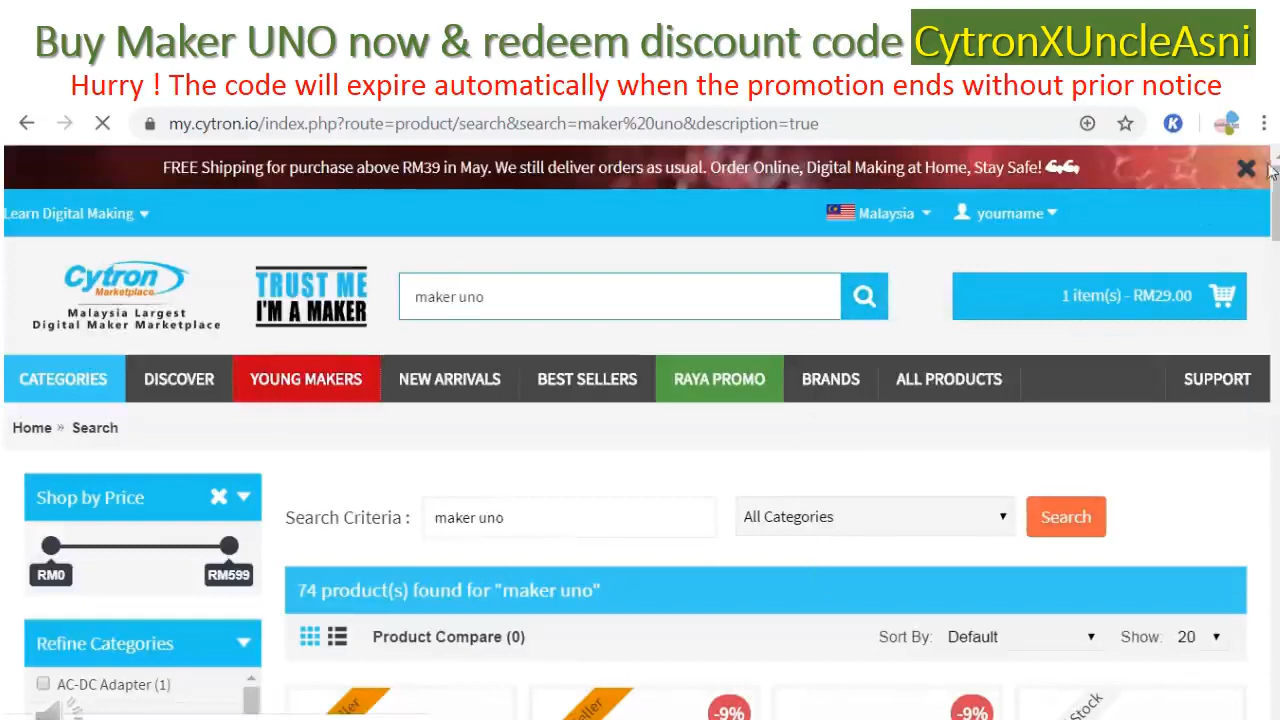 Buy Maker UNO now & redeem discount code CytronXUncleAsni
Hurry ! The code will expire automatically when the promotion ends without prior notice
my.cytron.io/index.php?route=product/search&search=maker%20uno&description=true
FREE Shipping for purchase above RM39 in May. We still deliver orders as usual. Order Online, Digital Making at Home, Stay Safe!
Learn Digital Making
Malaysia
yourname
Cytron
Marketplace
Malaysia Largest
Digital Maker Marketplace
TRUST ME
I'M A MAKER
maker uno
1 item(s) - RM29.00
CATEGORIES DISCOVER YOUNG MAKERS NEW ARRIVALS BEST SELLERS RAYA PROMO BRANDS ALL PRODUCTS SUPPORT
Home » Search
Shop by Price
RM0 RM599
Search Criteria : maker uno All Categories Search
74 product(s) found for "maker uno"
Product Compare (0) Sort By: Default Show: 20
Refine Categories
AC-DC Adapter (1)
-9% -9%
Stock